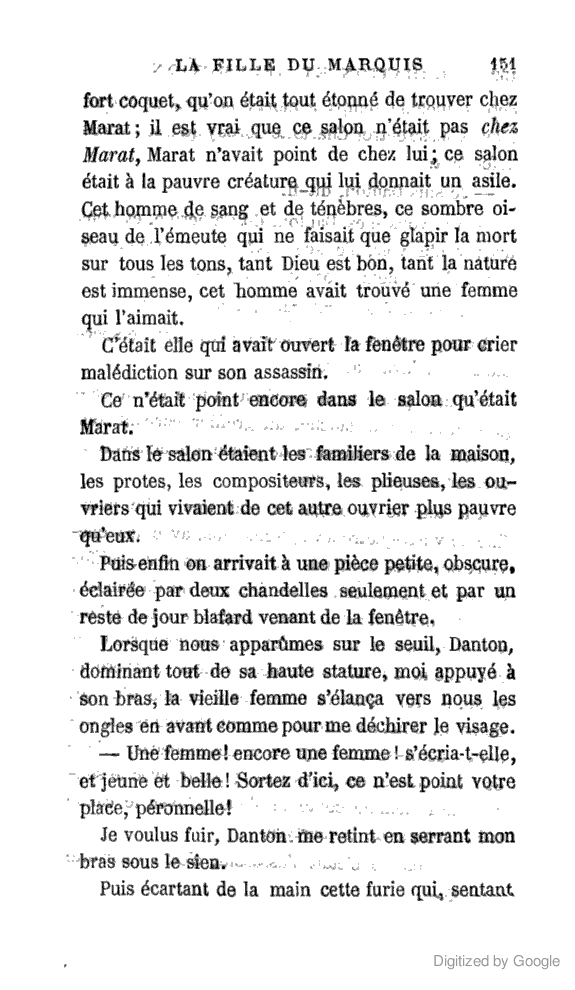 LA FILLE DU MARQUIS 151
fort coquet, qu'on était tout étonné de trouver chez
Marat ; il est vrai que ce salon n'était pas chez
Marat, Marat n'avait point de chez lui ; ce salon
était à la pauvre créature qui lui donnait un asile.
Cet homme de sang et de ténèbres, ce sombre oi-
seau de l'émeute qui ne faisait que glapir la mort
sur tous les tons, tant Dieu est bon, tant la nature
est immense, cet homme avait trouvé une femme
qui l'aimait.
C'était elle qui avait ouvert la fenêtre pour crier
malédiction sur son assassin.
Ce n'était point encore dans le salon qu'était
Marat.
Dans le salon étaient les familiers de la maison,
les protes, les compositeurs, les plieuses, les ou-
vriers qui vivaient de cet autre ouvrier plus pauvre
qu'eux.
Puis enfin on arrivait à une pièce petite, obscure,
éclairée par deux chandelles seulement et par un
reste de jour blafard venant de la fenêtre.
Lorsque nous apparûmes sur le seuil, Danton,
dominant tout de sa haute stature, moi appuyé à
son bras, la vieille femme s'élança vers nous les
ongles en avant comme pour me déchirer le visage.
— Une femme ! encore une femme ! s'écria-t-elle,
et jeune et belle ! Sortez d'ici, ce n'est point votre
place, péronnelle !
Je voulus fuir, Danton me retint en serrant mon
bras sous le sien.
Puis écartant de la main cette furie qui, sentant
Digitized by Google